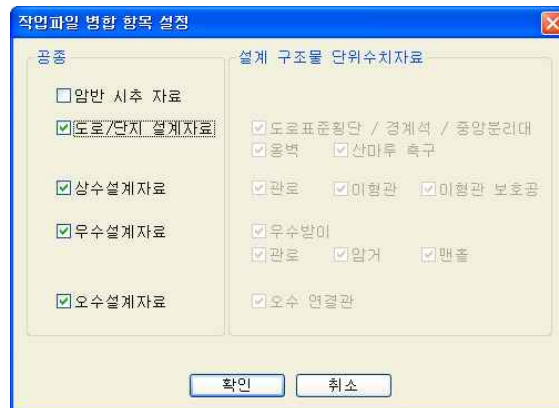 작업파일 병합 항목 설정
공종
설계 구조물 단위수치자료
암반 시추 자료
도로/단지 설계자료
도로표준횡단 / 경계석 / 중앙분리대
옹벽 산마루 측구
상수설계자료
관로 이형관 이형관 보호공
우수설계자료
우수받이
관로 암거 맨홀
오수설계자료
오수 연결관
확인 취소